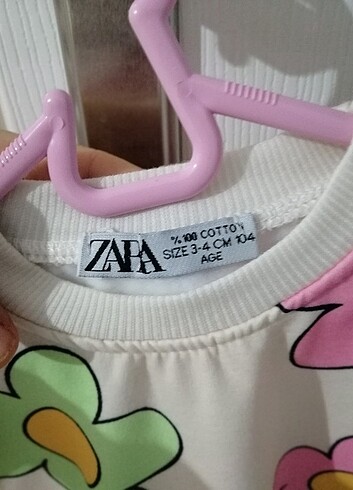 ZARA
% 100 COTTON
SIZE 3-4 CM 104
AGE